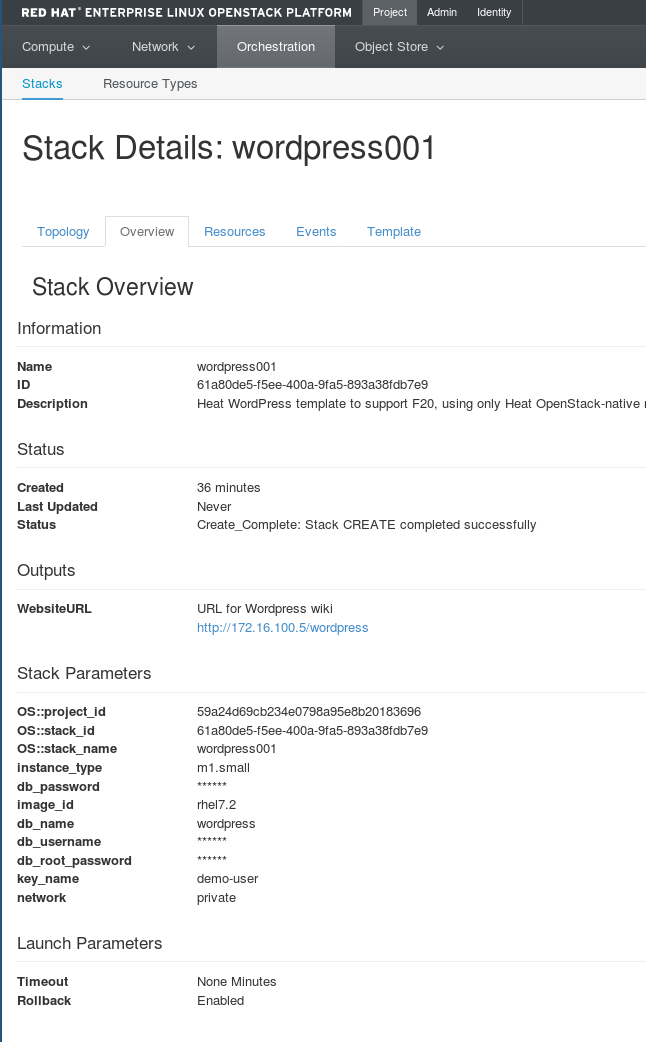 RED HAT® ENTERPRISE LINUX OPENSTACK PLATFORM Project Admin Identity
Compute Network Orchestration Object Store
Stacks Resource Types
Stack Details: wordpress001
Topology Overview Resources Events Template
Stack Overview
Information
Name wordpress001
ID 61a80de5-f5ee-400a-9fa5-893a38fdb7e9
Description Heat WordPress template to support F20, using only Heat OpenStack-native
Status
Created 36 minutes
Last Updated Never
Status Create_Complete: Stack CREATE completed successfully
Outputs
WebsiteURL URL for Wordpress wiki
http://172.16.100.5/wordpress
Stack Parameters
OS::project_id 59a24d69cb234e0798a95e8b20183696
OS::stack_id 61a80de5-f5ee-400a-9fa5-893a38fdb7e9
OS::stack_name wordpress001
instance_type m1.small
db_password ******
image_id rhel7.2
db_name wordpress
db_username ******
db_root_password ******
key_name demo-user
network private
Launch Parameters
Timeout None Minutes
Rollback Enabled